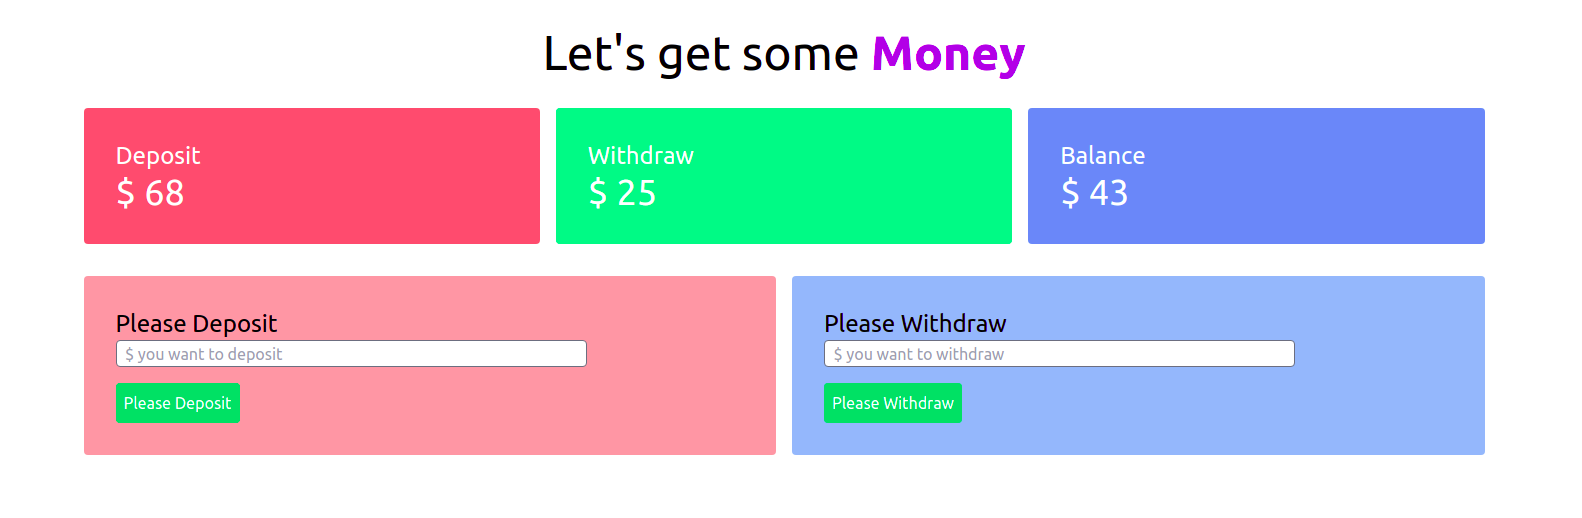 Let's get some Money
Deposit
$ 68
Withdraw
$ 25
Balance
$ 43
Please Deposit
$ you want to deposit
Please Deposit
Please Withdraw
$ you want to withdraw
Please Withdraw